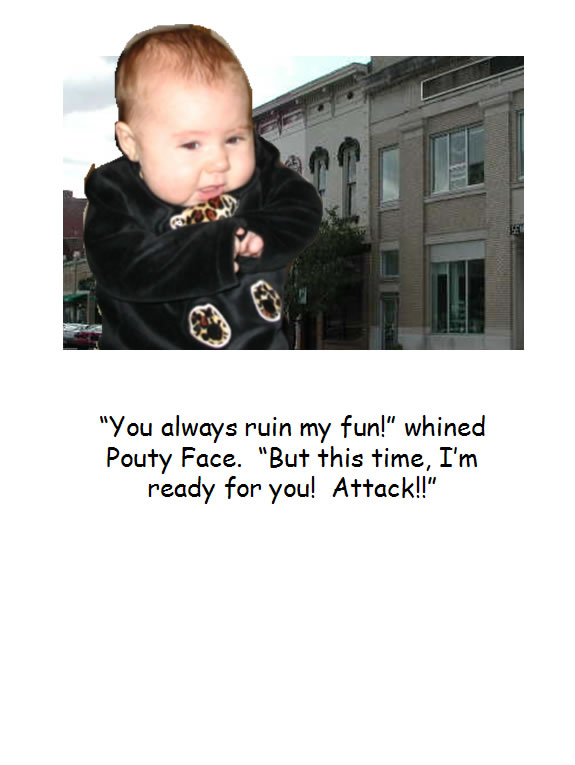 “You always ruin my fun!” whined
Pouty Face.  “But this time, I’m
ready for you!  Attack!!”